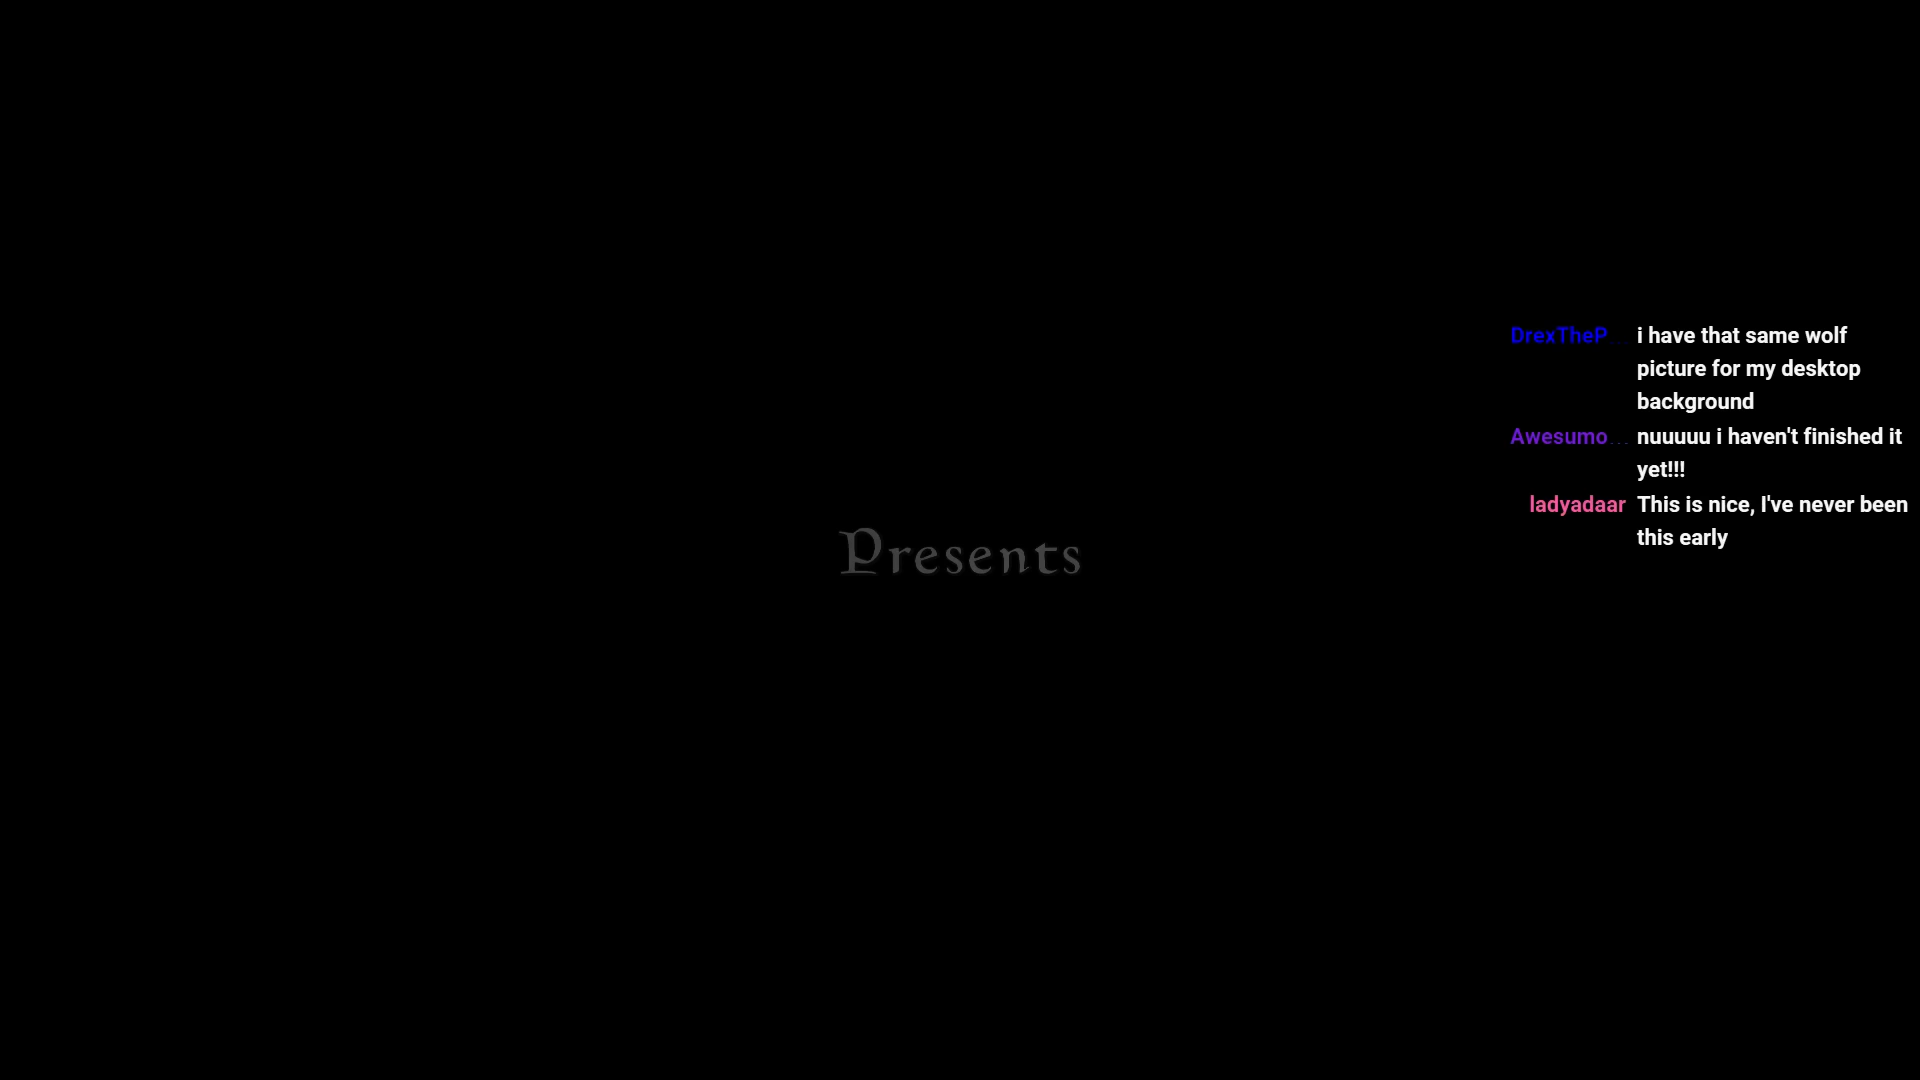 Presents
DrexTheP... i have that same wolf
picture for my desktop
background
Awesumo... nuuuuu i haven't finished it
yet!!!
ladyadaar This is nice, I've never been
this early